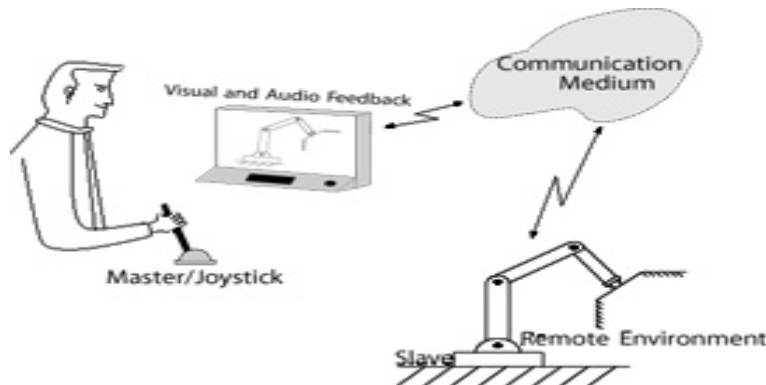 Communication
Medium
Visual and Audio Feedback
Master/Joystick
Remote Environment
Slave